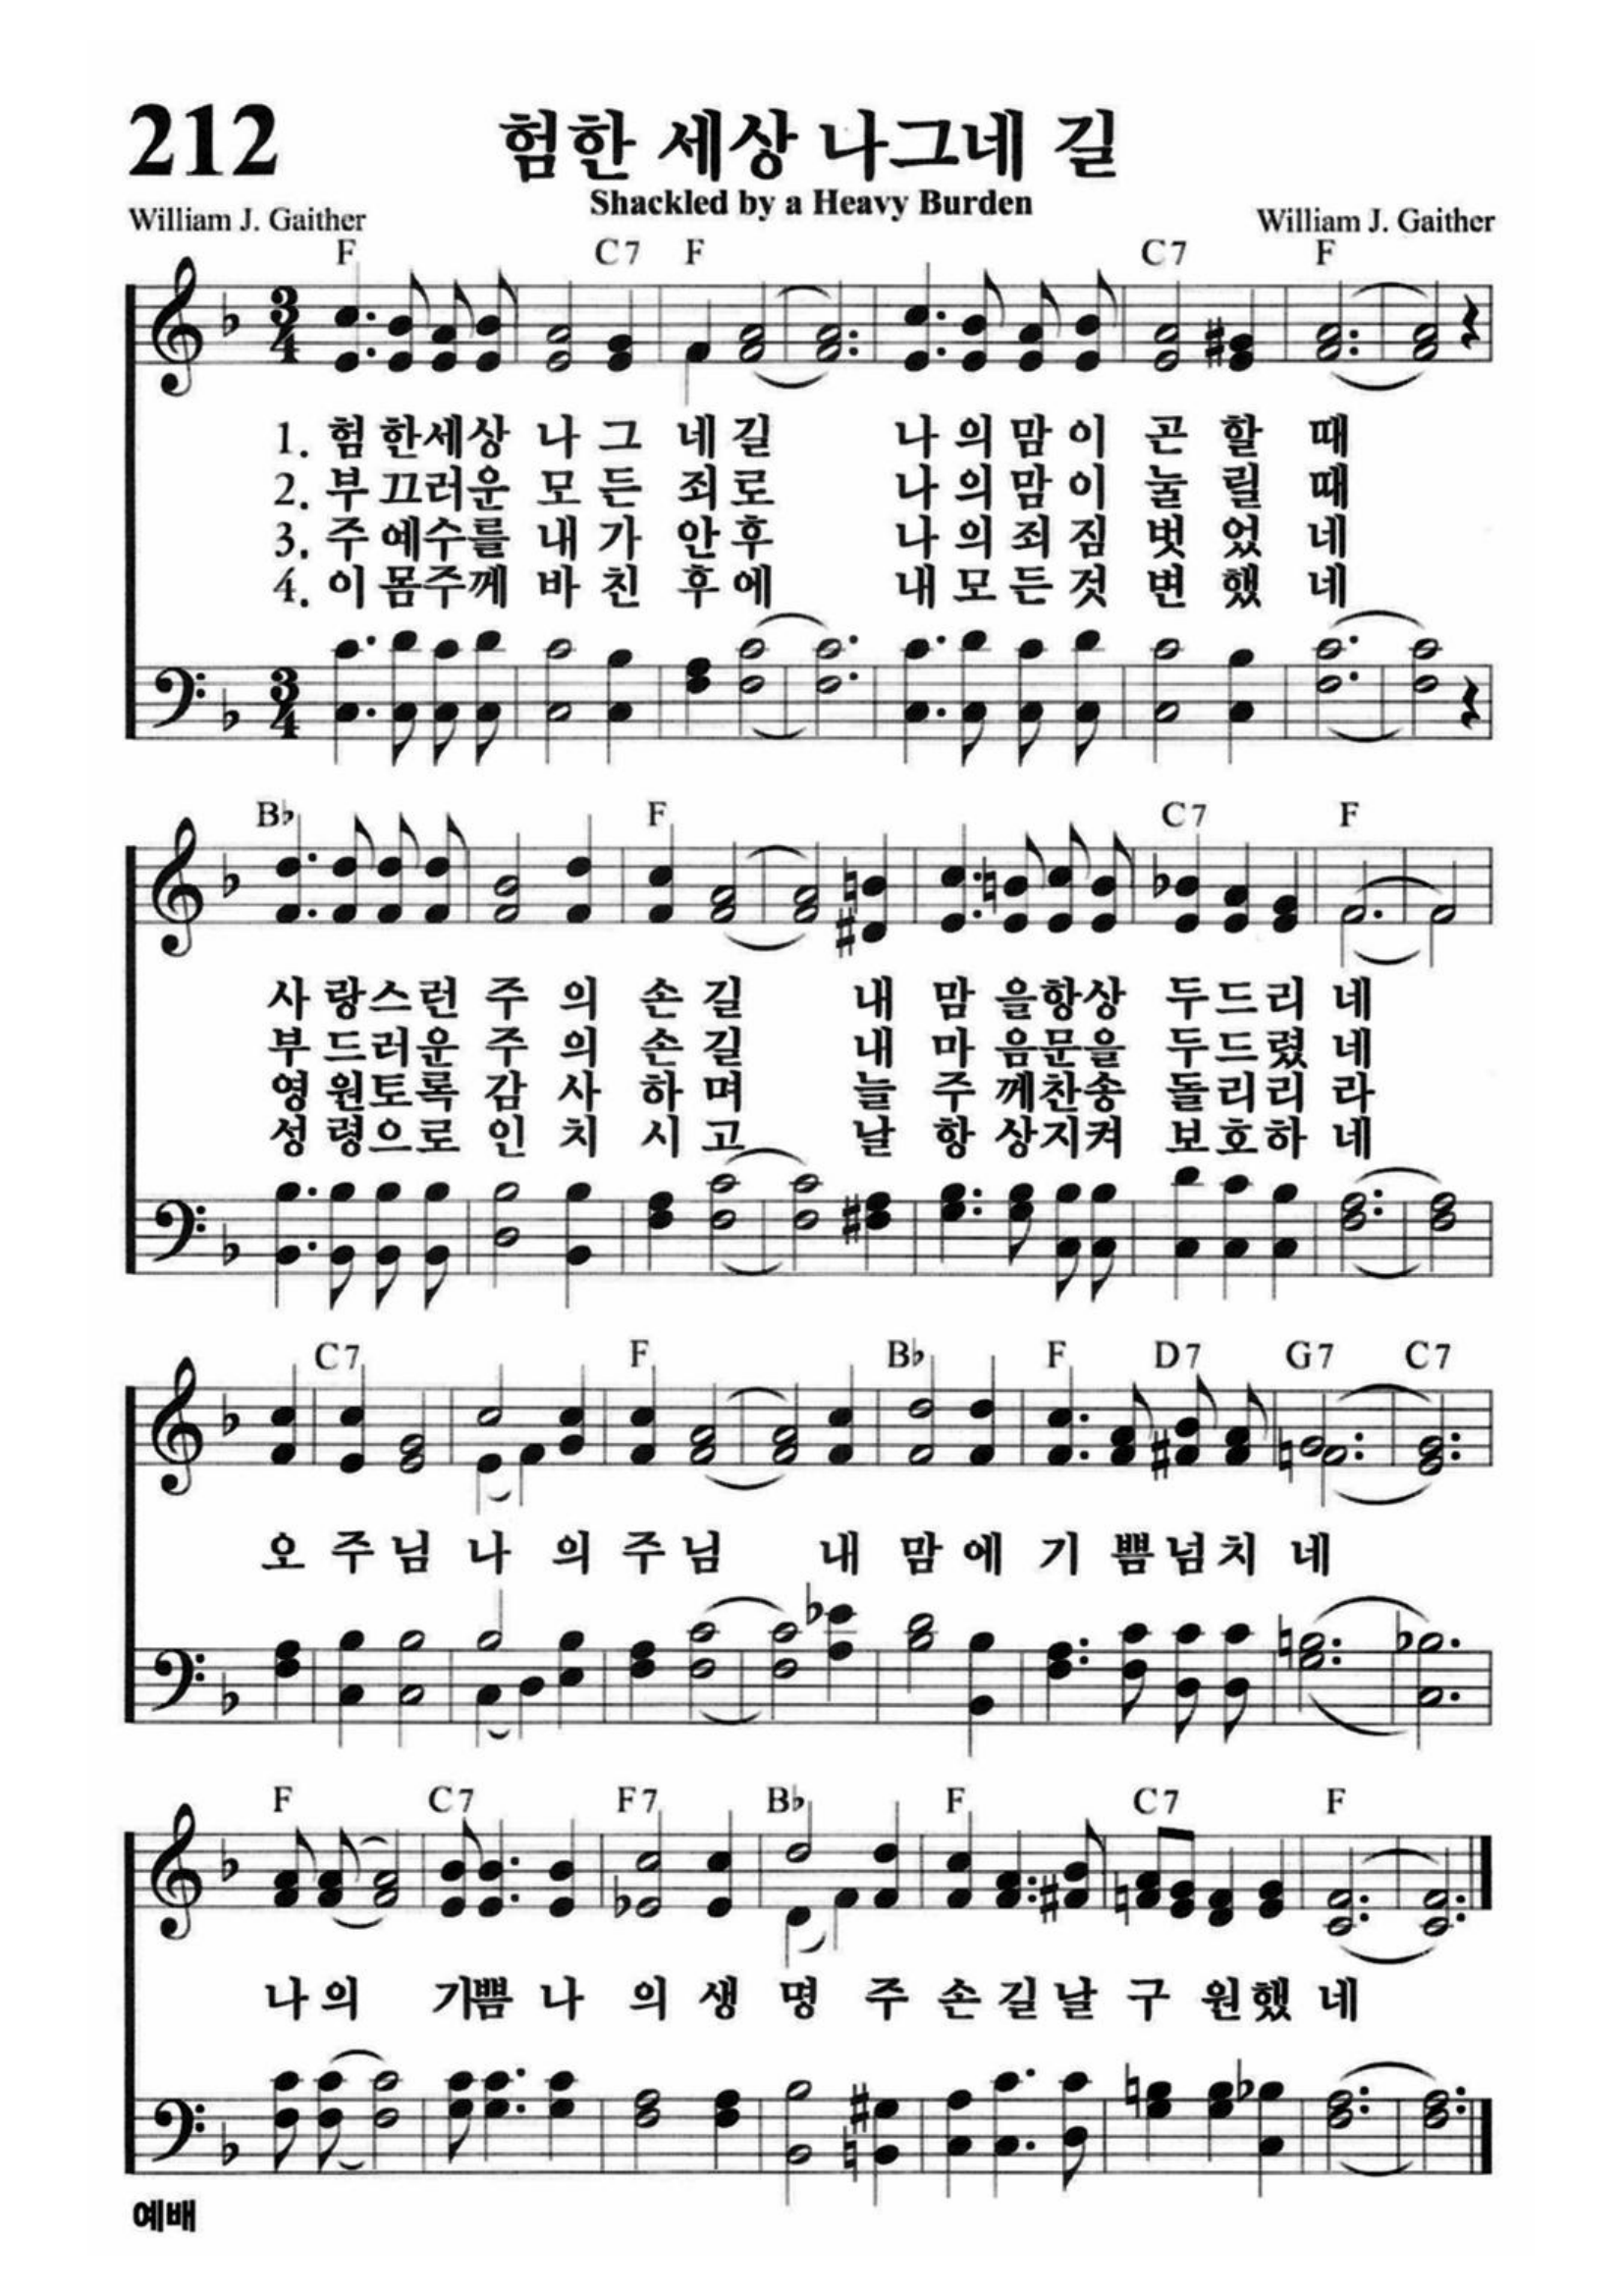 212
험한 세상 나그네 길
Shackled by a Heavy Burden
William J. Gaither
William J. Gaither
F C7 F C7 F
3/4
1. 험 한세상 나 그 네 길 나 의 맘 이 곤 할 때
2. 부 끄러운 모 든 죄 로 나 의 맘 이 눌 릴 때
3. 주 예수를 내 가 안 후 나 의 죄 짐 벗 었 네
4. 이 몸주께 바 친 후 에 내 모 든 것 변 했 네
3/4
B♭ F C7 F
사 랑스런 주 의 손 길 내 맘 을항상 두드리 네
부 드러운 주 의 손 길 내 마 음문을 두드렸 네
영 원토록 감 사 하 며 늘 주 께찬송 돌리리 라
성 령으로 인 치 시 고 날 항 상지켜 보호하 네
C7 F B♭ F D7 G7 C7
오 주 님 나 의 주 님 내 맘 에 기 쁨넘치 네
F C7 F7 B♭ F C7 F
나 의 기쁨 나 의 생 명 주 손 길 날 구 원했 네
예배